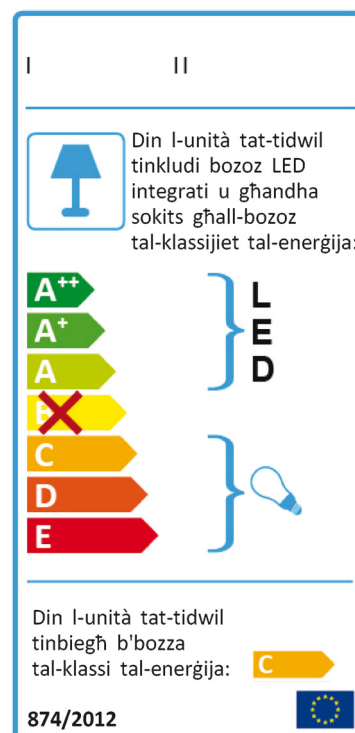 I II
Din l-unità tat-tidwil
tinkludi bozoz LED
integrati u għandha
sokits għall-bozoz
tal-klassijiet tal-enerġija:
A++
A+
A
B
C
D
E
L
E
D
Din l-unità tat-tidwil
tinbiegħ b'bozza
tal-klassi tal-enerġija:
C
874/2012